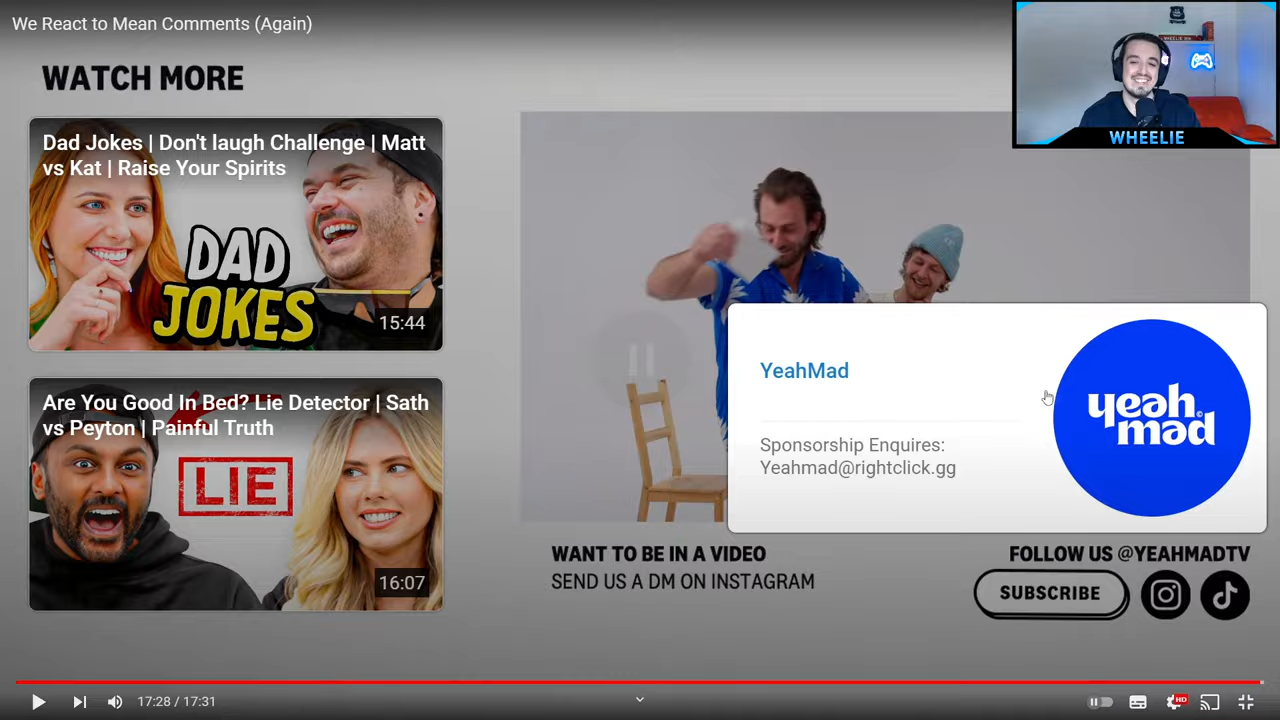 We React to Mean Comments (Again)
WATCH MORE
Dad Jokes | Don't laugh Challenge | Matt
vs Kat | Raise Your Spirits
DAD
JOKES
15:44
Are You Good In Bed? Lie Detector | Sath
vs Peyton | Painful Truth
LIE
16:07
WHEELIE
YeahMad
Sponsorship Enquires:
Yeahmad@rightclick.gg
yeah
mad
WANT TO BE IN A VIDEO
SEND US A DM ON INSTAGRAM
FOLLOW US @YEAHMADTV
SUBSCRIBE
17:28 / 17:31
HD